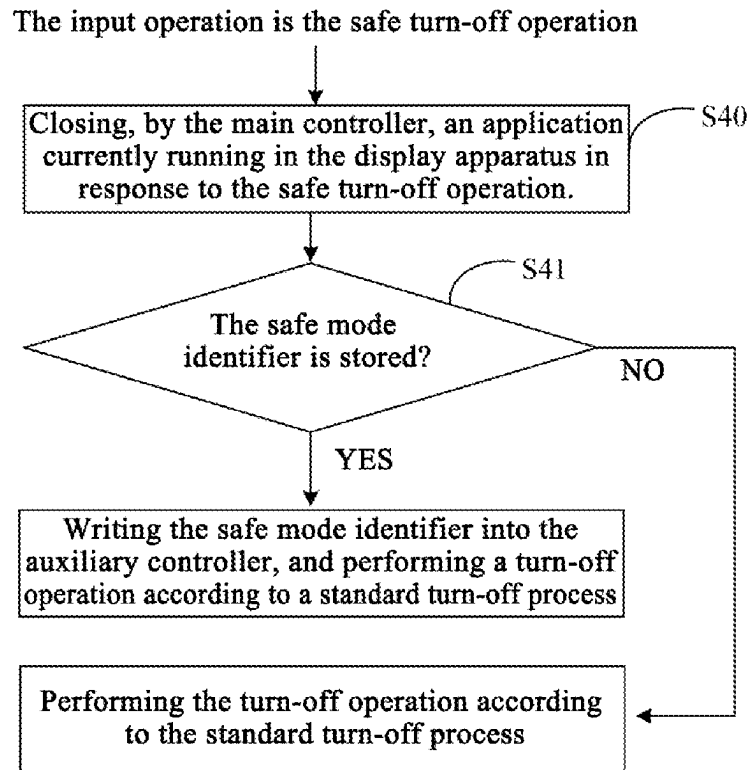 The input operation is the safe turn-off operation
Closing, by the main controller, an application
currently running in the display apparatus in
response to the safe turn-off operation.
S40
S41
The safe mode
identifier is stored?
NO
YES
Writing the safe mode identifier into the
auxiliary controller, and performing a turn-off
operation according to a standard turn-off process
Performing the turn-off operation according
to the standard turn-off process